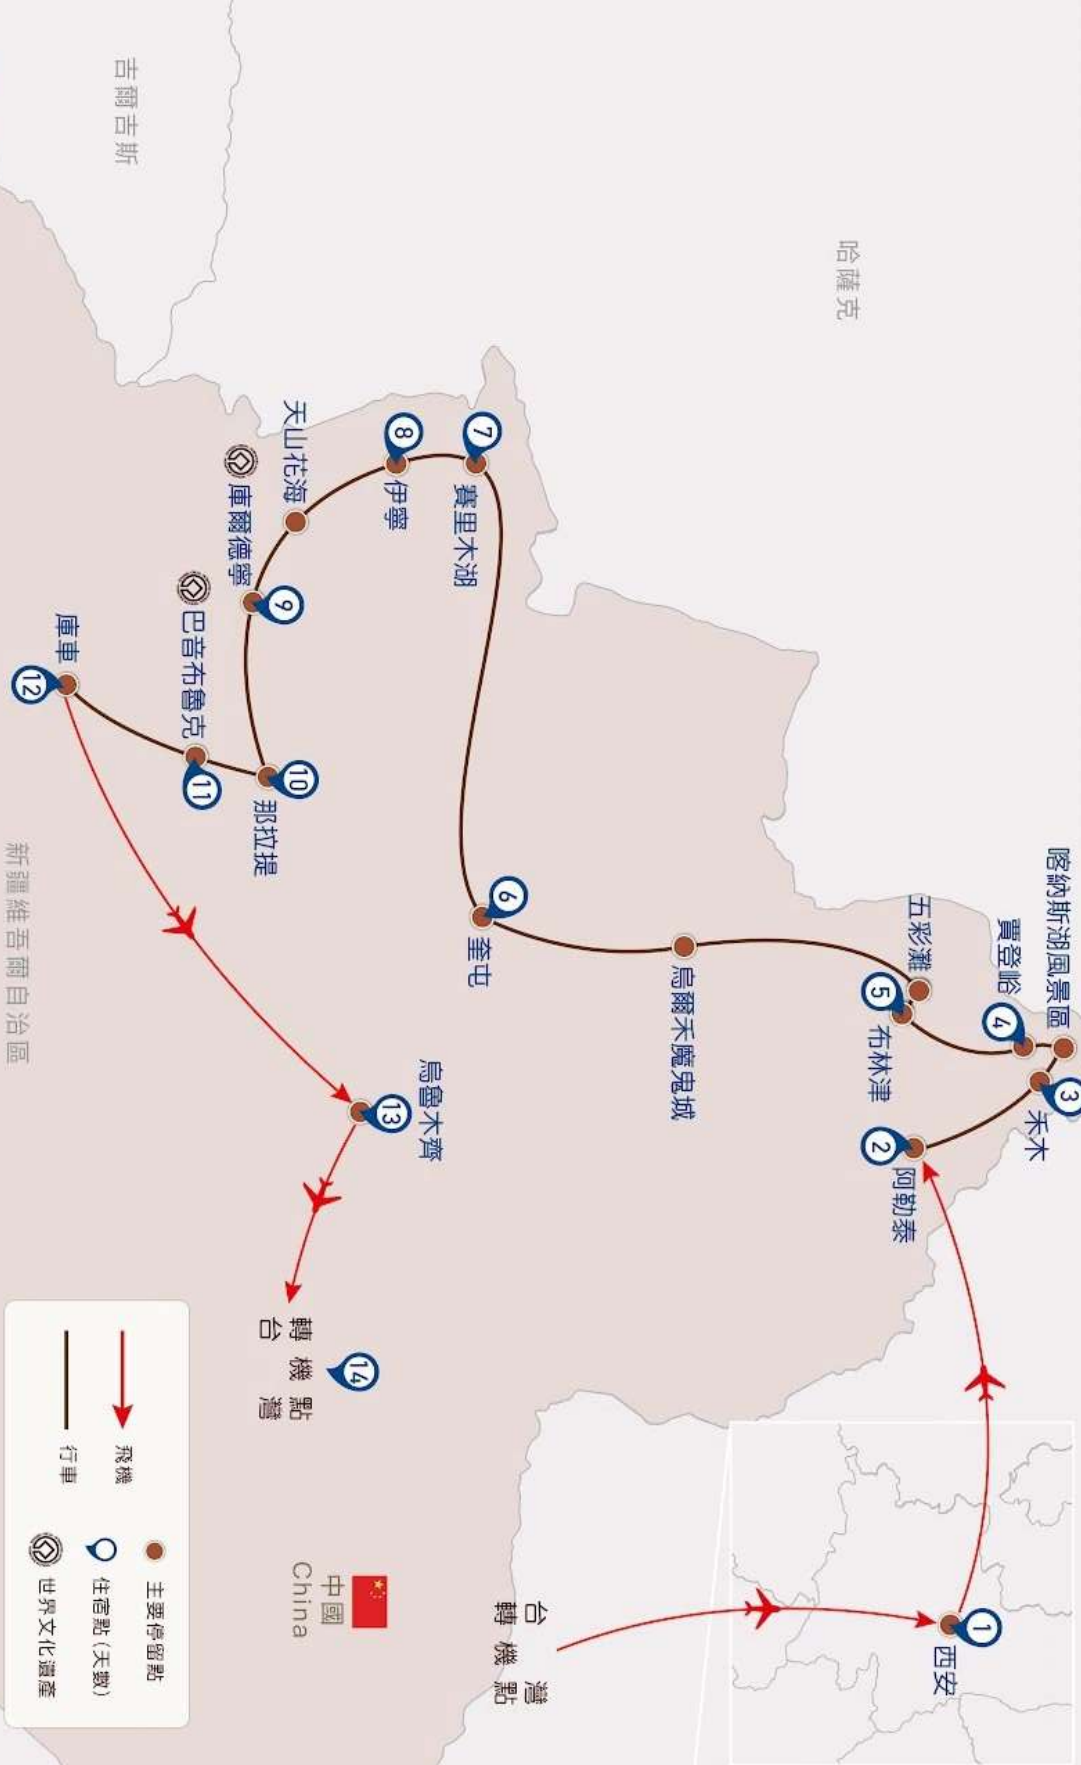 喀納斯湖風景區
賈登峪
4
3
禾木
五彩灘
5
布林津
2
阿勒泰
1
西安
哈薩克
烏爾禾魔鬼城
台灣
轉機點
7
賽里木湖
6
奎屯
8
伊寧
烏魯木齊
13
14
轉機點
台灣
中國
China
天山花海
10
那拉提
9
庫爾德寧
巴音布魯克
11
吉爾吉斯
庫車
12
新疆維吾爾自治區
主要停留點
飛機
住宿點(天數)
行車
世界文化遺產